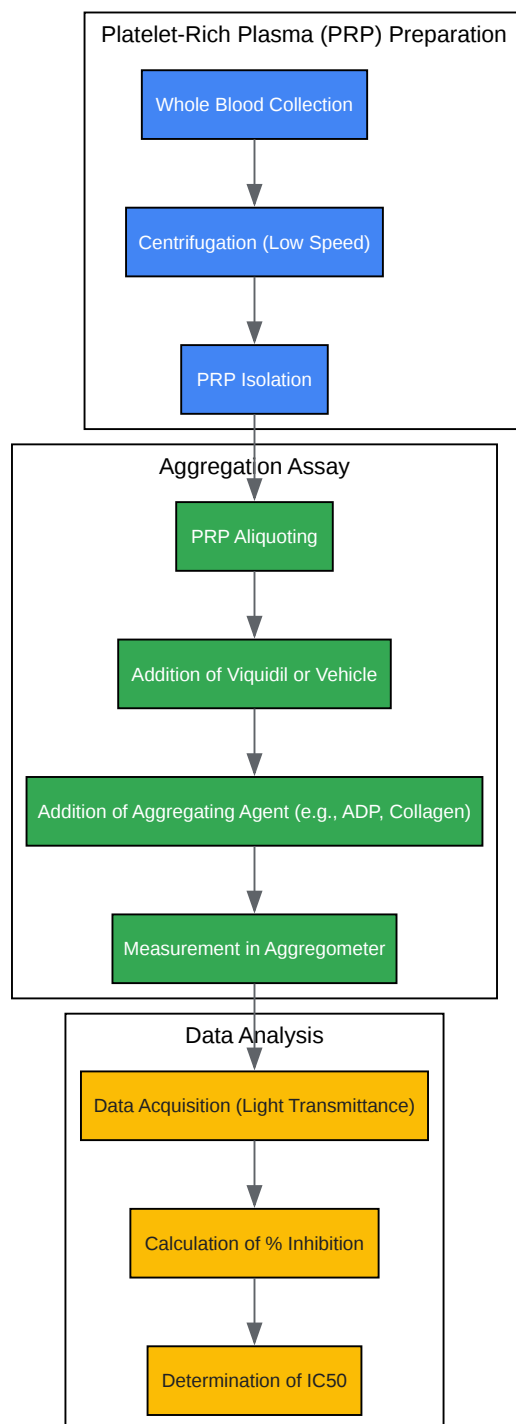 Platelet-Rich Plasma (PRP) Preparation
Whole Blood Collection
Centrifugation (Low Speed)
PRP Isolation
Aggregation Assay
PRP Aliquoting
Addition of Viquidil or Vehicle
Addition of Aggregating Agent (e.g., ADP, Collagen)
Measurement in Aggregometer
Data Analysis
Data Acquisition (Light Transmittance)
Calculation of % Inhibition
Determination of IC50